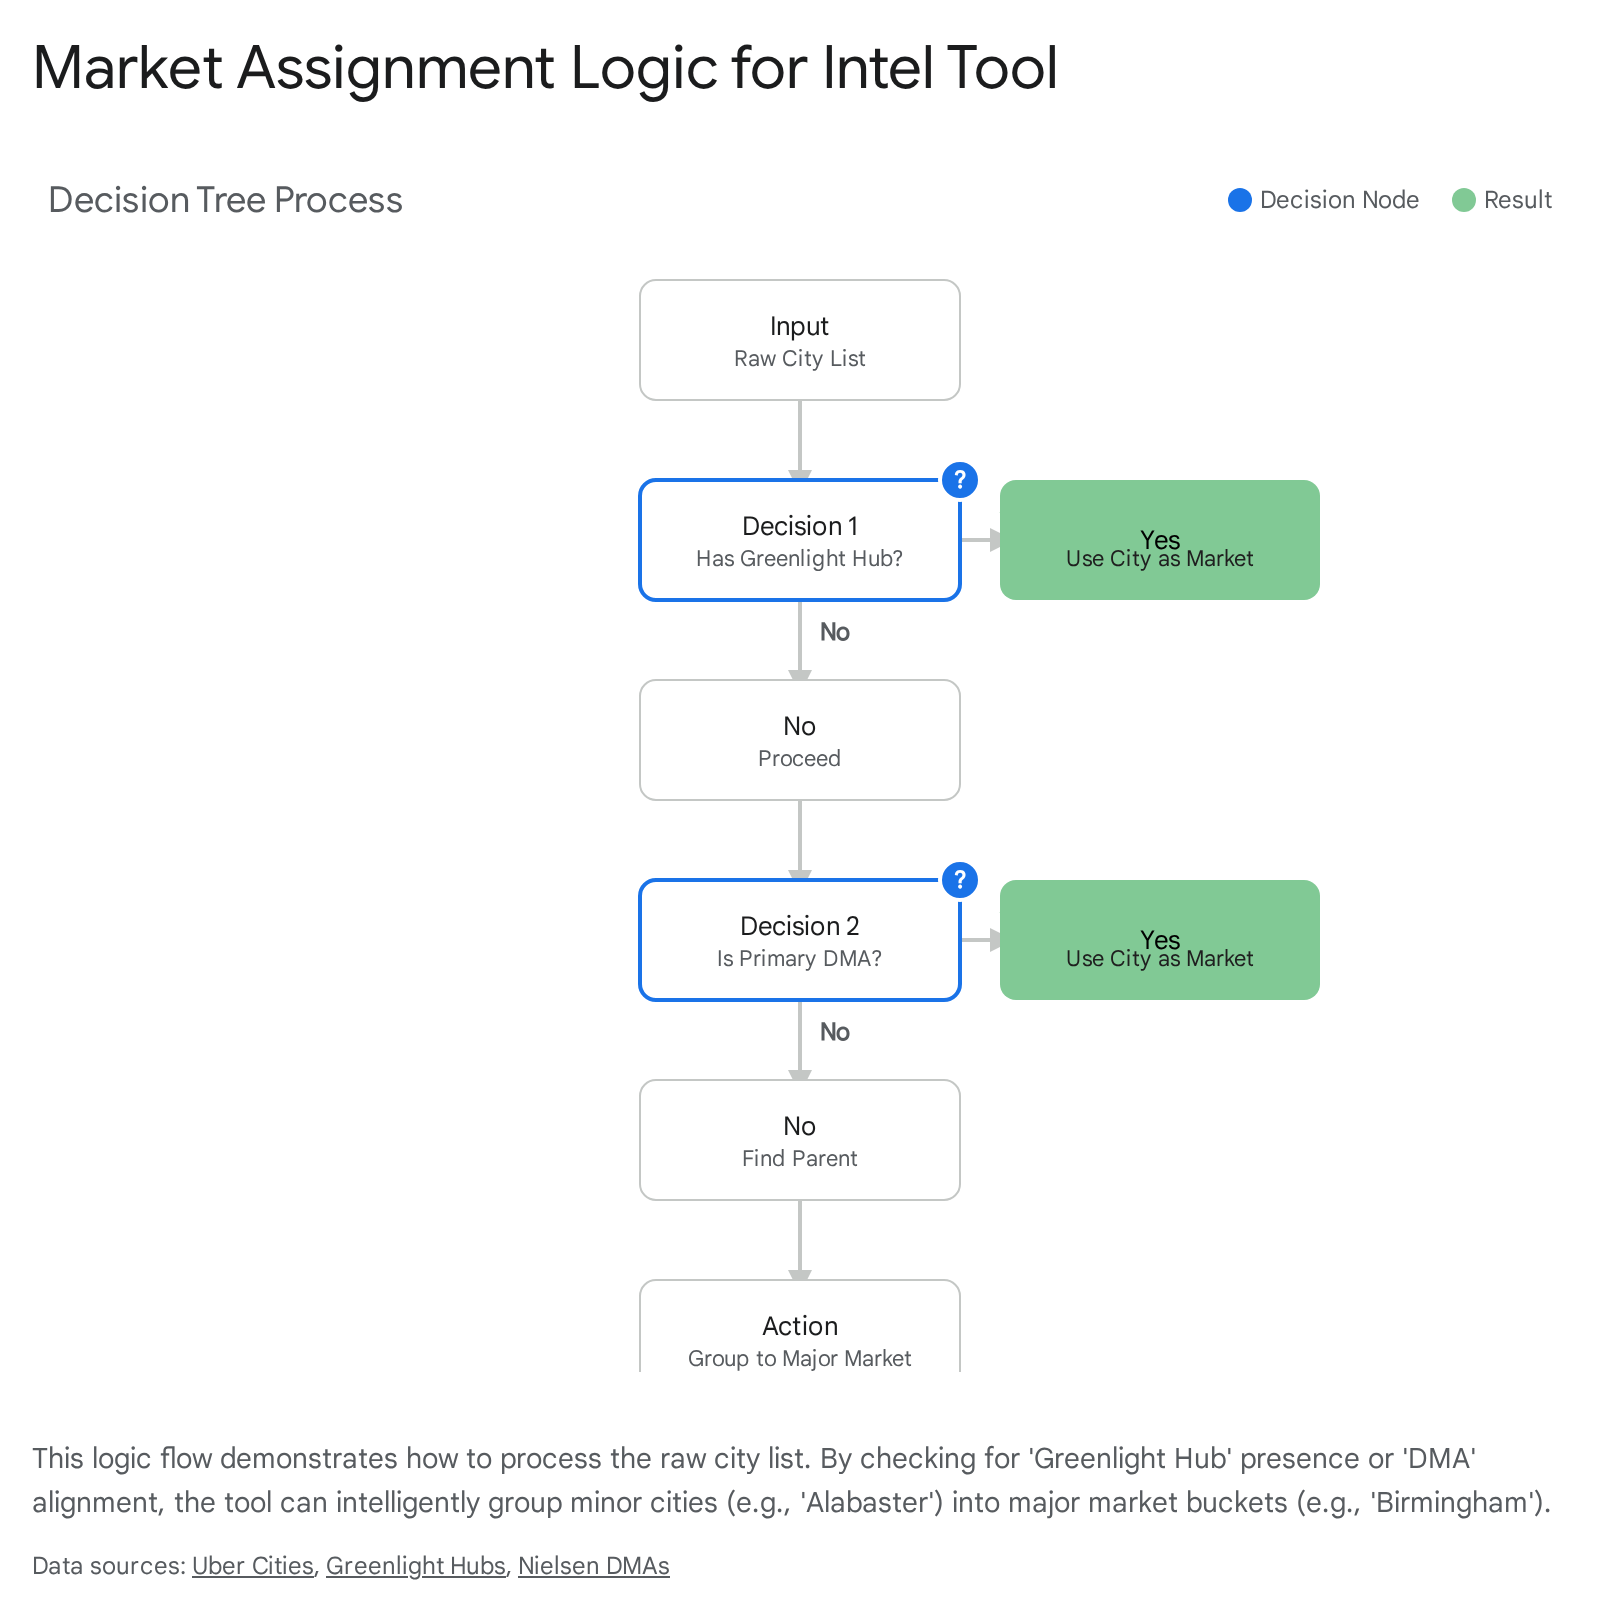 Market Assignment Logic for Intel Tool
Decision Tree Process
Decision Node
Result
Input
Raw City List
?
Decision 1
Has Greenlight Hub?
Yes
Use City as Market
No
No
Proceed
?
Decision 2
Is Primary DMA?
Yes
Use City as Market
No
No
Find Parent
Action
Group to Major Market
This logic flow demonstrates how to process the raw city list. By checking for 'Greenlight Hub' presence or 'DMA'
alignment, the tool can intelligently group minor cities (e.g., 'Alabaster') into major market buckets (e.g., 'Birmingham').
Data sources: Uber Cities, Greenlight Hubs, Nielsen DMAs